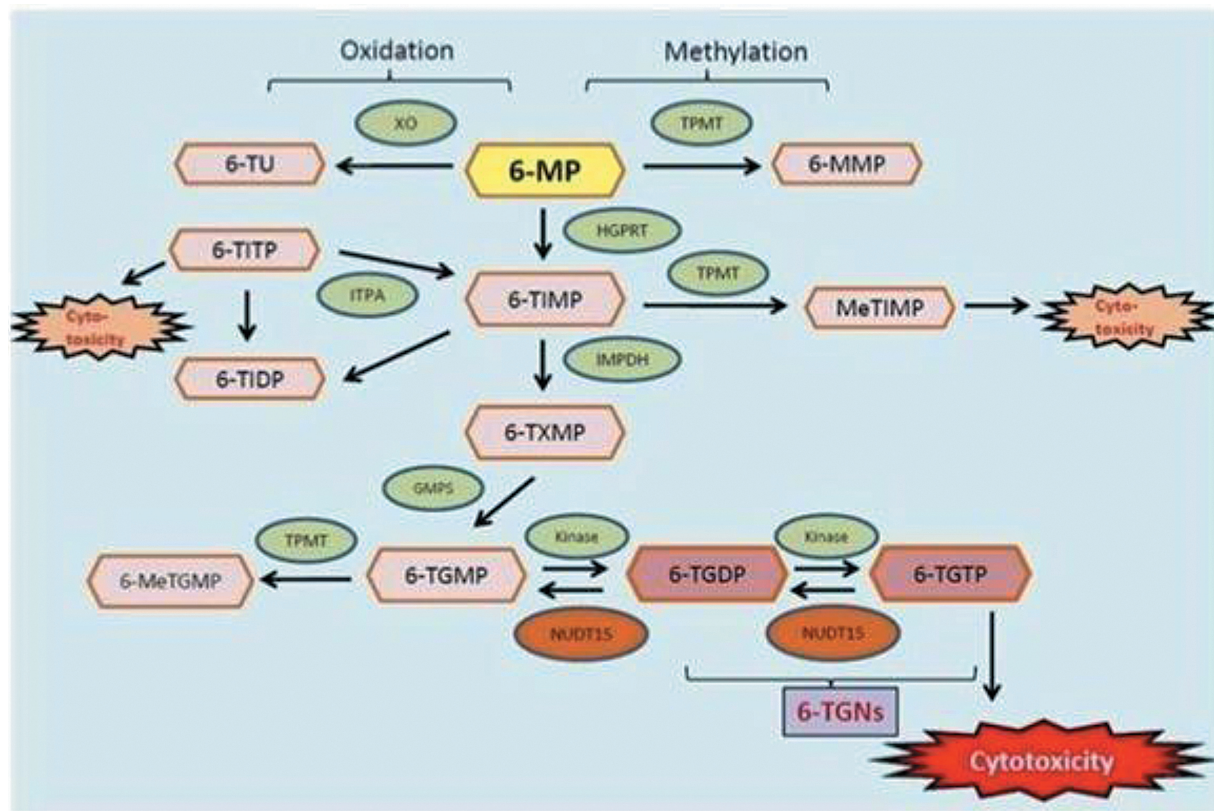 Oxidation
Methylation
XO
TPMT
6-TU
6-MP
6-MMP
HGPRT
6-TITP
TPMT
ITPA
6-TIMP
MeTIMP
Cyto-
toxicity
Cyto-
toxicity
IMPDH
6-TIDP
6-TXMP
GMPS
TPMT
Kinase
Kinase
6-MeTGMP
6-TGMP
6-TGDP
6-TGTP
NUDT15
NUDT15
6-TGNs
Cytotoxicity